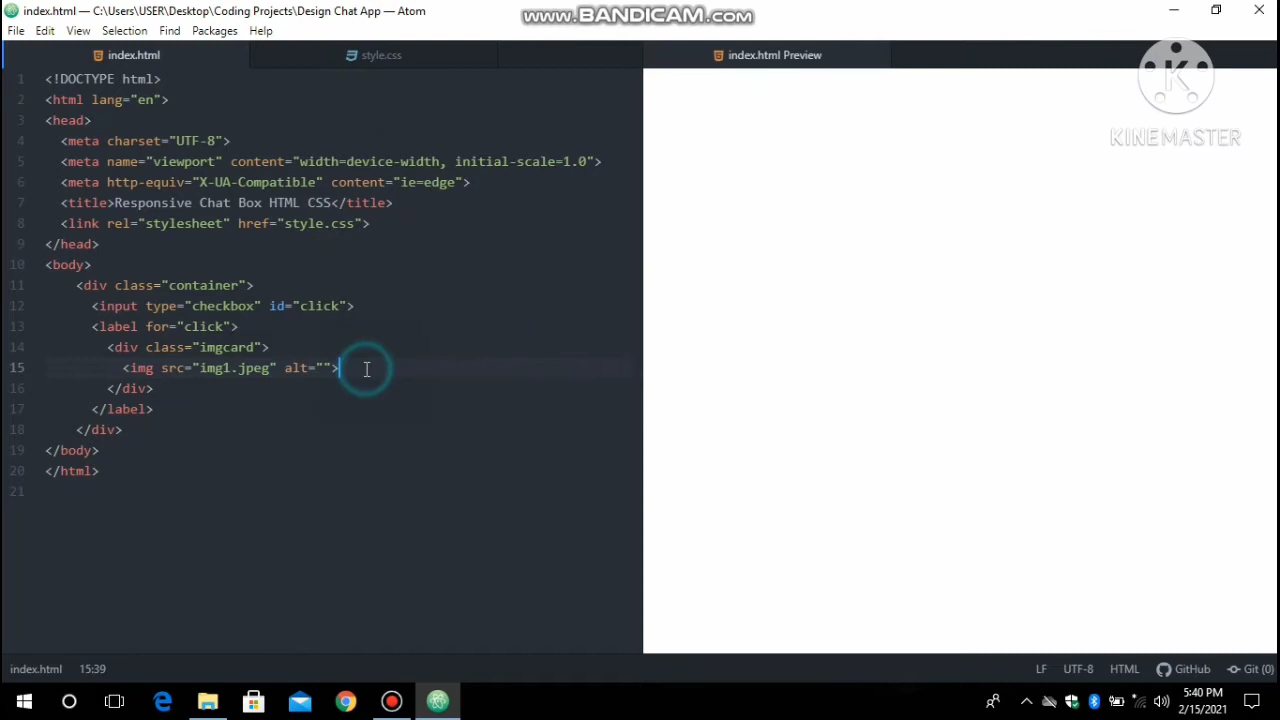 index.html — C:\Users\USER\Desktop\Coding Projects\Design Chat App — Atom
www.BANDICAM.com
File Edit View Selection Find Packages Help
index.html
style.css
index.html Preview
KINEMASTER
1 <!DOCTYPE html>
2 <html lang="en">
3 <head>
4 <meta charset="UTF-8">
5 <meta name="viewport" content="width=device-width, initial-scale=1.0">
6 <meta http-equiv="X-UA-Compatible" content="ie=edge">
7 <title>Responsive Chat Box HTML CSS</title>
8 <link rel="stylesheet" href="style.css">
9 </head>
10 <body>
11 <div class="container">
12 <input type="checkbox" id="click">
13 <label for="click">
14 <div class="imgcard">
15 <img src="img1.jpeg" alt="">
16 </div>
17 </label>
18 </div>
19 </body>
20 </html>
21
index.html 15:39 LF UTF-8 HTML GitHub Git (0)
5:40 PM
2/15/2021